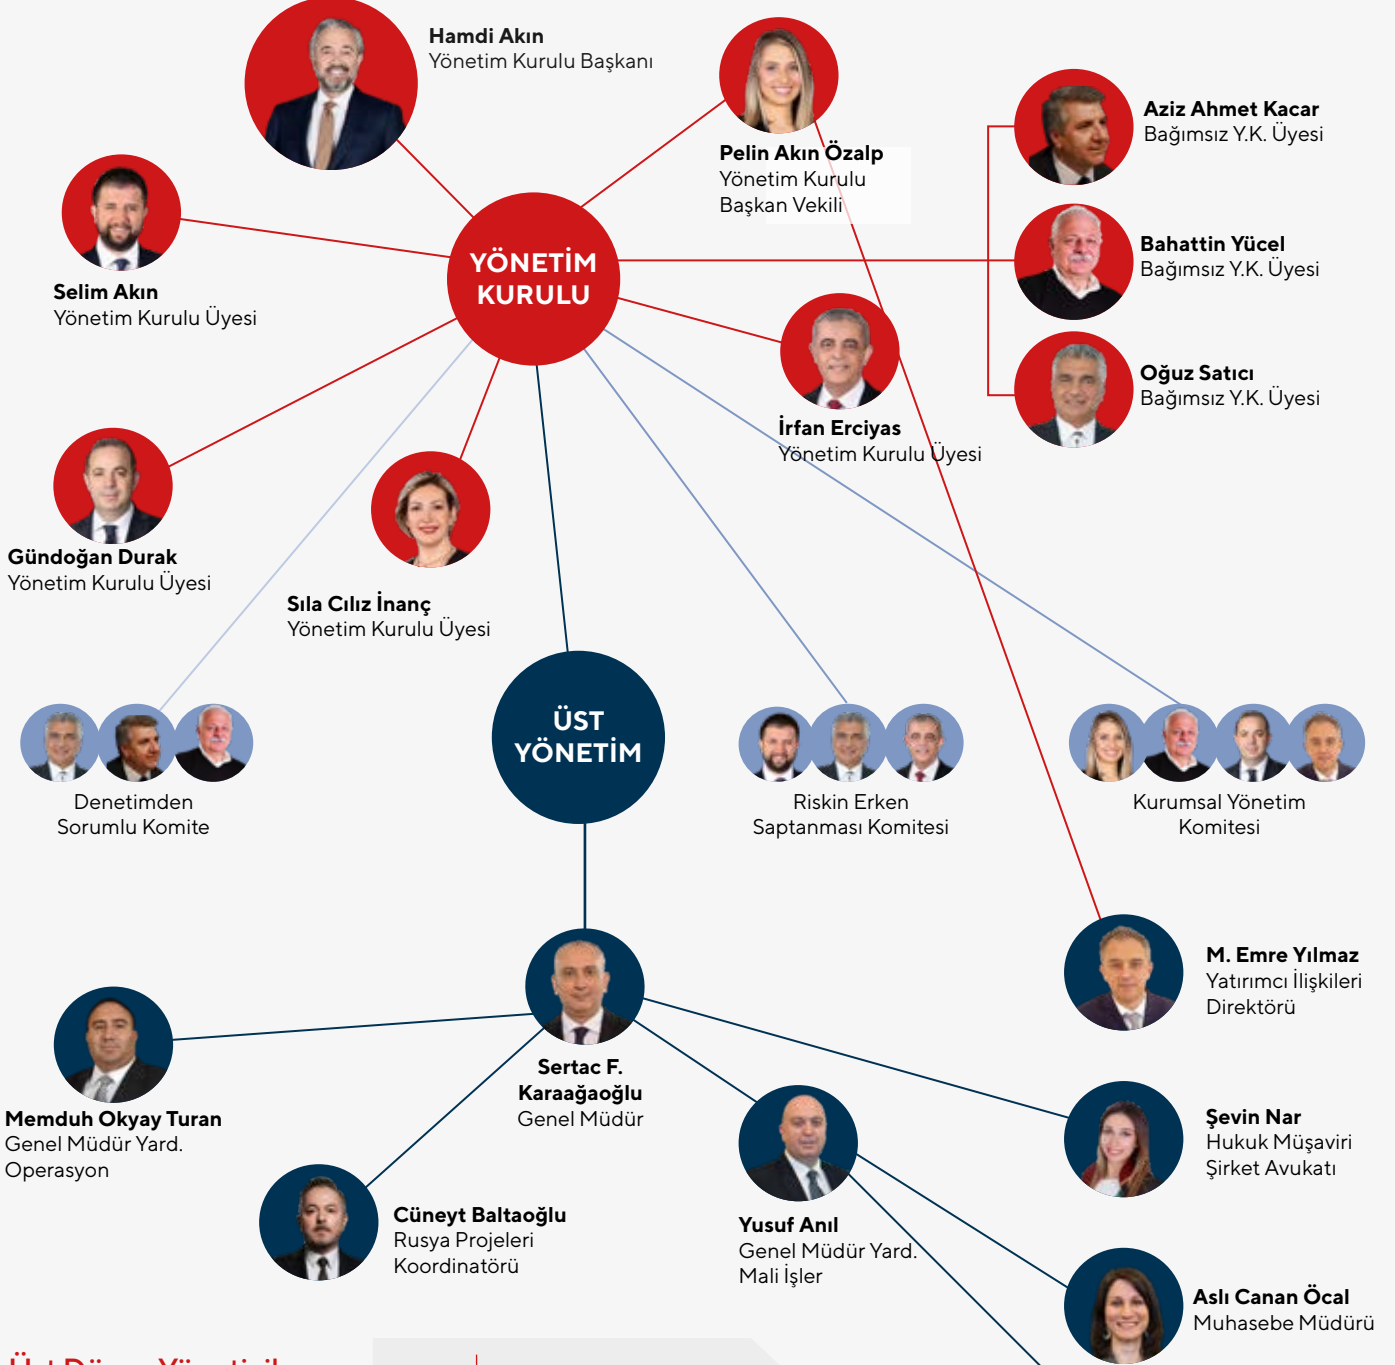 Hamdi Akın
Yönetim Kurulu Başkanı
Pelin Akın Özalp
Yönetim Kurulu
Başkan Vekili
Aziz Ahmet Kacar
Bağımsız Y.K. Üyesi
Selim Akın
Yönetim Kurulu Üyesi
YÖNETİM
KURULU
Bahattin Yücel
Bağımsız Y.K. Üyesi
Oğuz Satıcı
Bağımsız Y.K. Üyesi
İrfan Erciyas
Yönetim Kurulu Üyesi
Gündoğan Durak
Yönetim Kurulu Üyesi
Sıla Cılız İnanç
Yönetim Kurulu Üyesi
ÜST
YÖNETİM
Denetimden
Sorumlu Komite
Riskin Erken
Saptanması Komitesi
Kurumsal Yönetim
Komitesi
M. Emre Yılmaz
Yatırımcı İlişkileri
Direktörü
Sertac F.
Karaağaoğlu
Genel Müdür
Memduh Okyay Turan
Genel Müdür Yard.
Operasyon
Şevin Nar
Hukuk Müşaviri
Şirket Avukatı
Cüneyt Baltaoğlu
Rusya Projeleri
Koordinatörü
Yusuf Anıl
Genel Müdür Yard.
Mali İşler
Aslı Canan Öcal
Muhasebe Müdürü